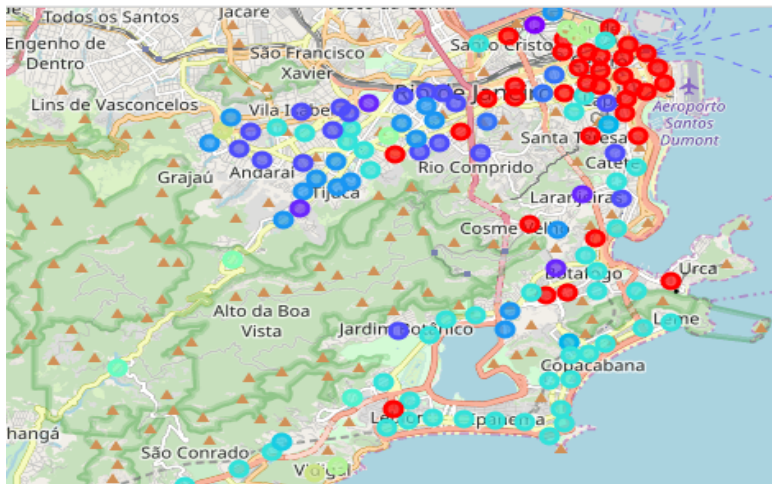 Todos os Santos
Jacaré
Engenho de
Dentro
São Francisco
Xavier
Santo Cristo
Lins de Vasconcelos
Vila Isabel
Rio de Janeiro
Aeroporto
Santos
Dumont
Santa Teresa
Catete
Grajaú
Andaraí
Rio Comprido
Tijuca
Laranjeiras
Cosme Velho
Botafogo
Urca
Alto da Boa
Vista
Jardim Botânico
Leme
Copacabana
Leblon
Ipanema
hangá
São Conrado
Vidigal